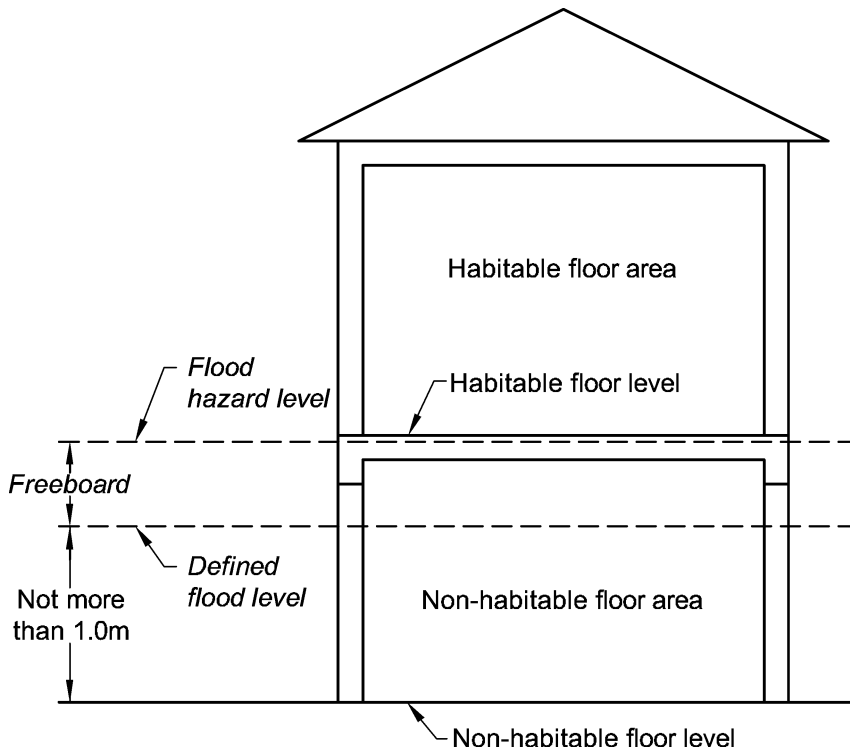 Habitable floor area
Flood
hazard level
Habitable floor level
Freeboard
Defined
flood level
Not more
than 1.0m
Non-habitable floor area
Non-habitable floor level